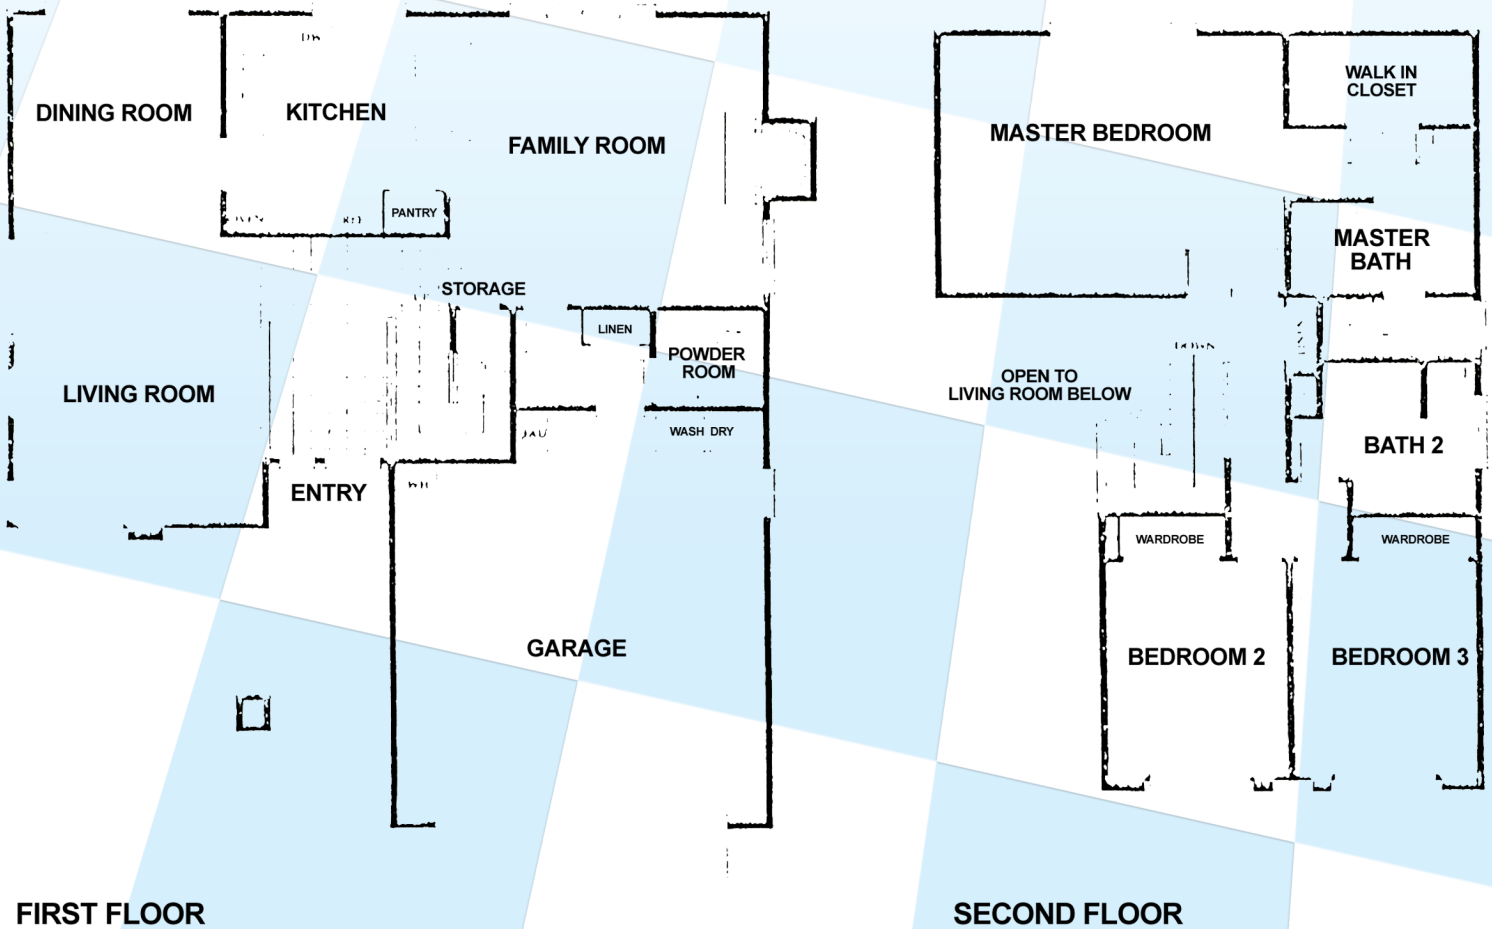 DW
DINING ROOM
KITCHEN
FAMILY ROOM
PANTRY
STORAGE
LINEN
POWDER
ROOM
LIVING ROOM
WASH DRY
ENTRY
GARAGE
FIRST FLOOR
WALK IN
CLOSET
MASTER BEDROOM
MASTER
BATH
DOWN
OPEN TO
LIVING ROOM BELOW
BATH 2
WARDROBE
WARDROBE
BEDROOM 2
BEDROOM 3
SECOND FLOOR